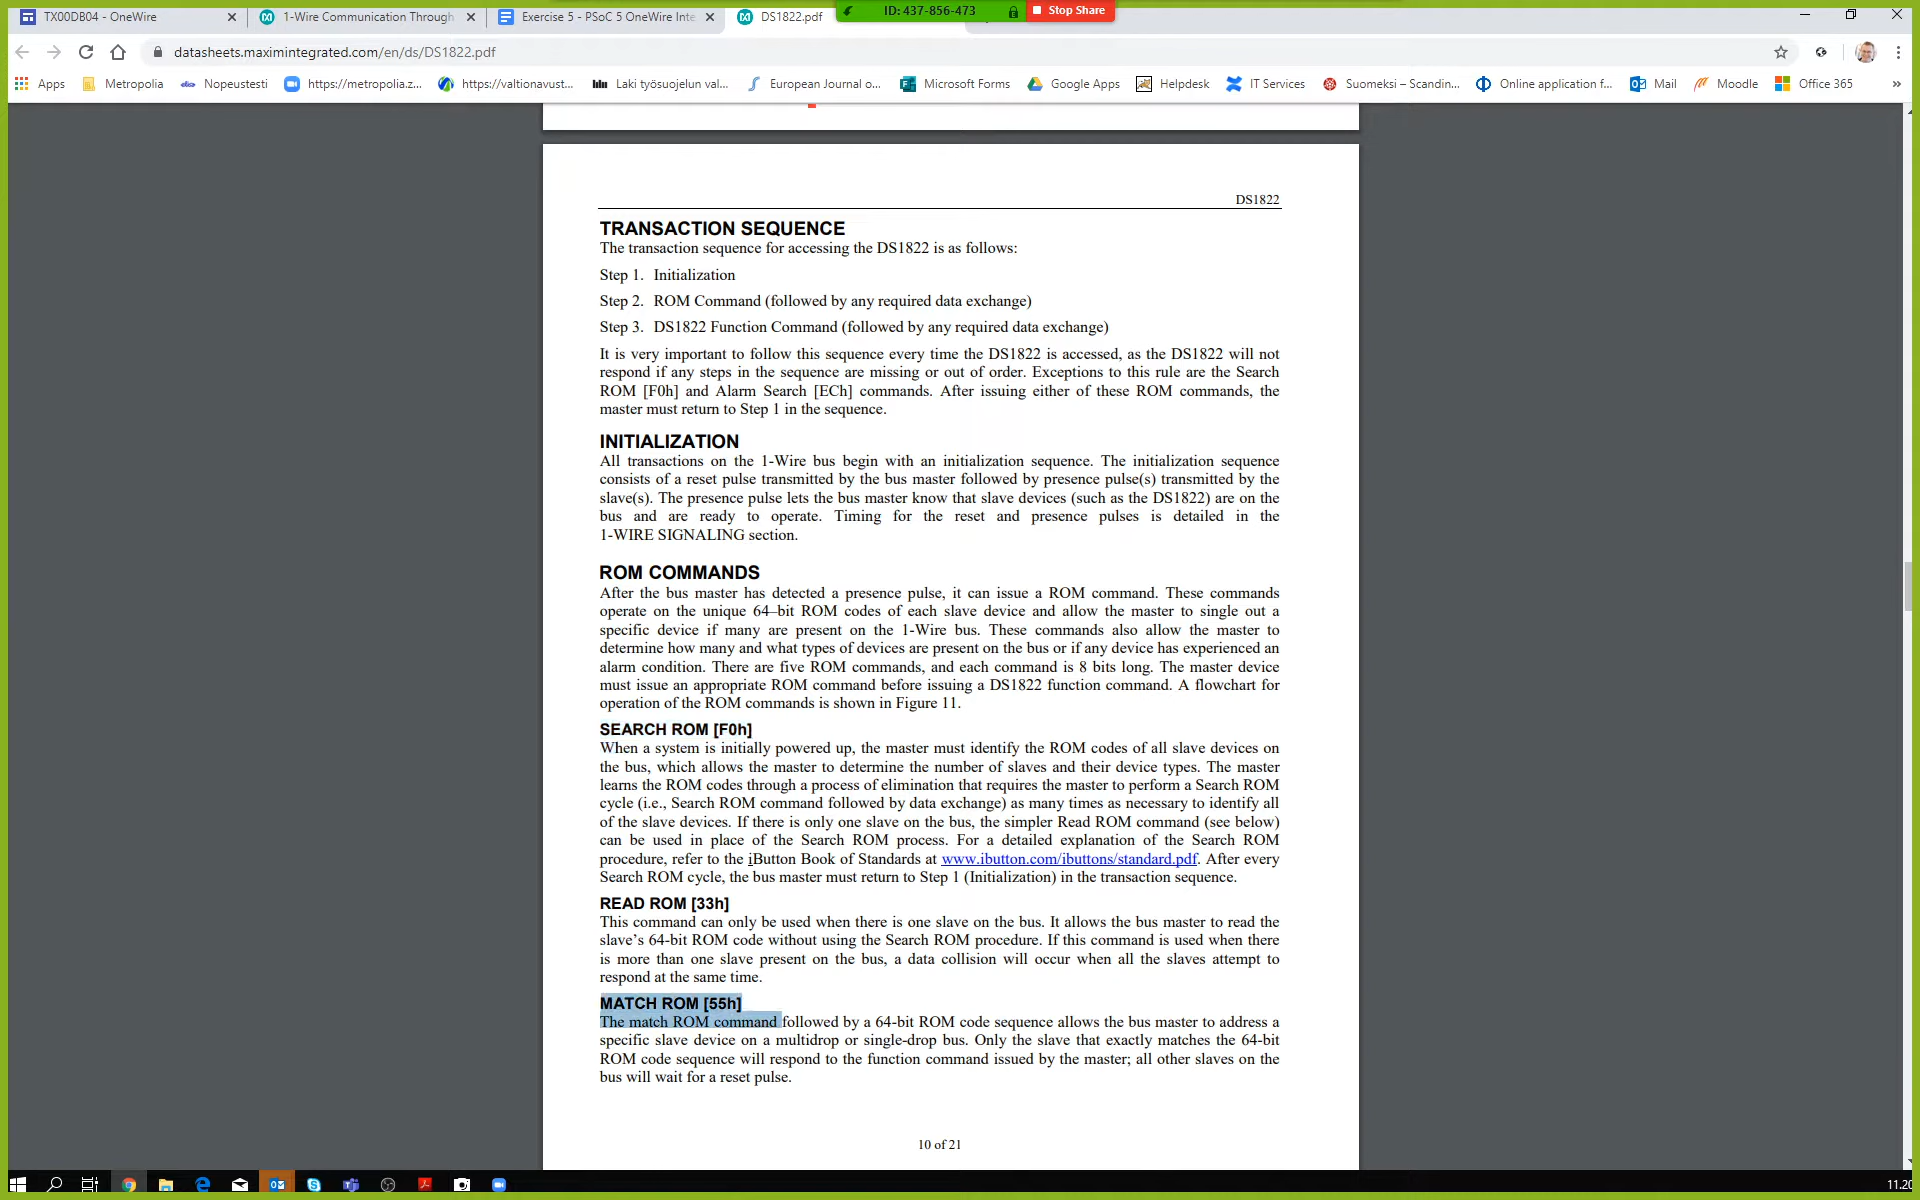 TX00DB04 - OneWire
1-Wire Communication Through
Exercise 5 - PSoC 5 OneWire Inte
DS1822.pdf
ID: 437-856-473
Stop Share
datasheets.maximintegrated.com/en/ds/DS1822.pdf
Apps
Metropolia
Nopeustesti
https://metropolia.z...
https://valtionavust...
Laki työsuojelun val...
European Journal o...
Microsoft Forms
Google Apps
Helpdesk
IT Services
Suomeksi – Scandin...
Online application f...
Mail
Moodle
Office 365
»
DS1822
TRANSACTION SEQUENCE
The transaction sequence for accessing the DS1822 is as follows:
Step 1. Initialization
Step 2. ROM Command (followed by any required data exchange)
Step 3. DS1822 Function Command (followed by any required data exchange)
It is very important to follow this sequence every time the DS1822 is accessed, as the DS1822 will not
respond if any steps in the sequence are missing or out of order. Exceptions to this rule are the Search
ROM [F0h] and Alarm Search [ECh] commands. After issuing either of these ROM commands, the
master must return to Step 1 in the sequence.
INITIALIZATION
All transactions on the 1-Wire bus begin with an initialization sequence. The initialization sequence
consists of a reset pulse transmitted by the bus master followed by presence pulse(s) transmitted by the
slave(s). The presence pulse lets the bus master know that slave devices (such as the DS1822) are on the
bus and are ready to operate. Timing for the reset and presence pulses is detailed in the
1-WIRE SIGNALING section.
ROM COMMANDS
After the bus master has detected a presence pulse, it can issue a ROM command. These commands
operate on the unique 64–bit ROM codes of each slave device and allow the master to single out a
specific device if many are present on the 1-Wire bus. These commands also allow the master to
determine how many and what types of devices are present on the bus or if any device has experienced an
alarm condition. There are five ROM commands, and each command is 8 bits long. The master device
must issue an appropriate ROM command before issuing a DS1822 function command. A flowchart for
operation of the ROM commands is shown in Figure 11.
SEARCH ROM [F0h]
When a system is initially powered up, the master must identify the ROM codes of all slave devices on
the bus, which allows the master to determine the number of slaves and their device types. The master
learns the ROM codes through a process of elimination that requires the master to perform a Search ROM
cycle (i.e., Search ROM command followed by data exchange) as many times as necessary to identify all
of the slave devices. If there is only one slave on the bus, the simpler Read ROM command (see below)
can be used in place of the Search ROM process. For a detailed explanation of the Search ROM
procedure, refer to the iButton Book of Standards at www.ibutton.com/ibuttons/standard.pdf. After every
Search ROM cycle, the bus master must return to Step 1 (Initialization) in the transaction sequence.
READ ROM [33h]
This command can only be used when there is one slave on the bus. It allows the bus master to read the
slave’s 64-bit ROM code without using the Search ROM procedure. If this command is used when there
is more than one slave present on the bus, a data collision will occur when all the slaves attempt to
respond at the same time.
MATCH ROM [55h]
The match ROM command followed by a 64-bit ROM code sequence allows the bus master to address a
specific slave device on a multidrop or single-drop bus. Only the slave that exactly matches the 64-bit
ROM code sequence will respond to the function command issued by the master; all other slaves on the
bus will wait for a reset pulse.
10 of 21
11.20